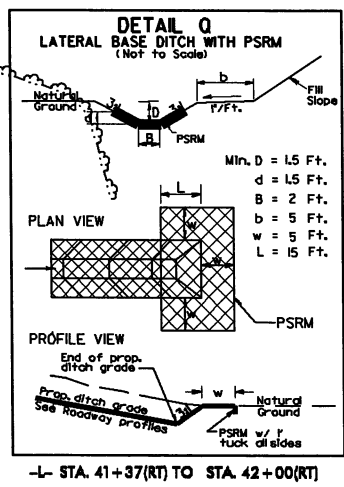 DETAIL Q
LATERAL BASE DITCH WITH PSRM
(Not to Scale)
b
Natural
Ground
1"/Ft.
Fill
Slope
D
d
B
PSRM
Min. D = 1.5 Ft.
d = 1.5 Ft.
B = 2 Ft.
b = 5 Ft.
w = 5 Ft.
L = 15 Ft.
L
PLAN VIEW
w
w
w
PSRM
PROFILE VIEW
End of prop.
ditch grade
w
Prop. ditch grade
See Roadway profiles
Natural
Ground
PSRM w/ 1'
tuck all sides
-L- STA. 41+37(RT) TO STA. 42+00(RT)